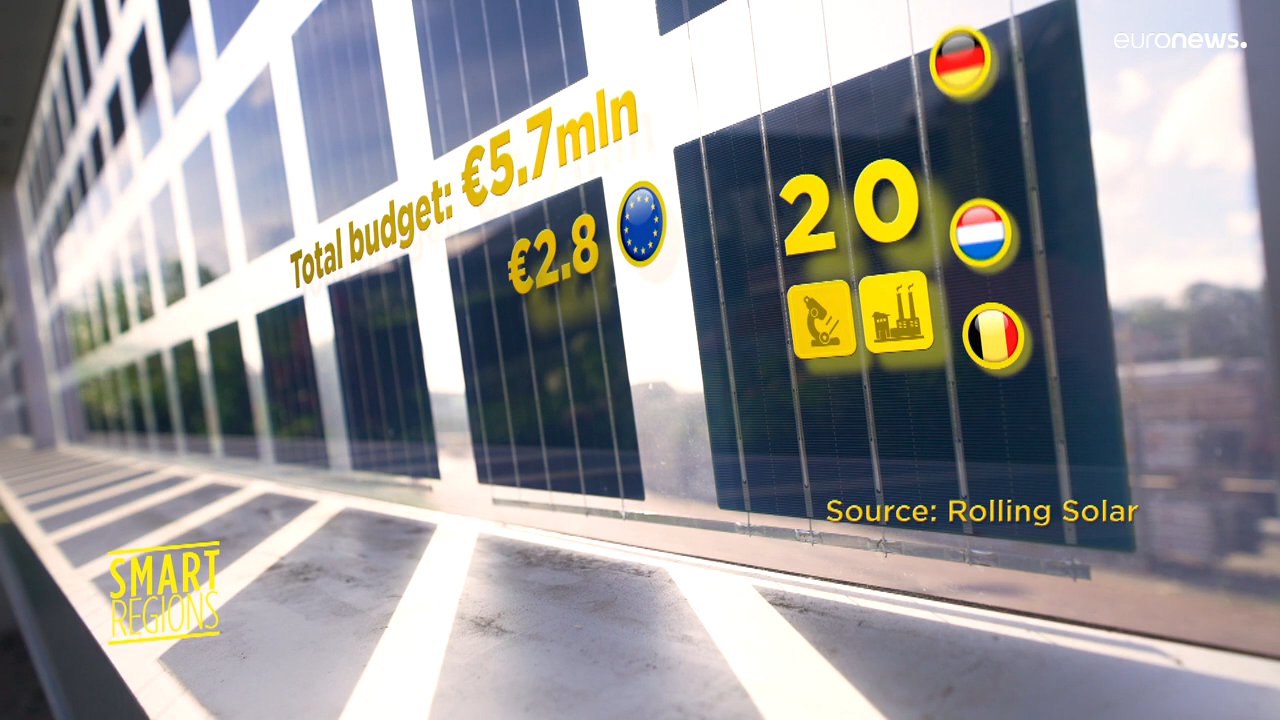 euronews.
Total budget: €5.7mln
€2.8
20
Source: Rolling Solar
SMART
REGIONS